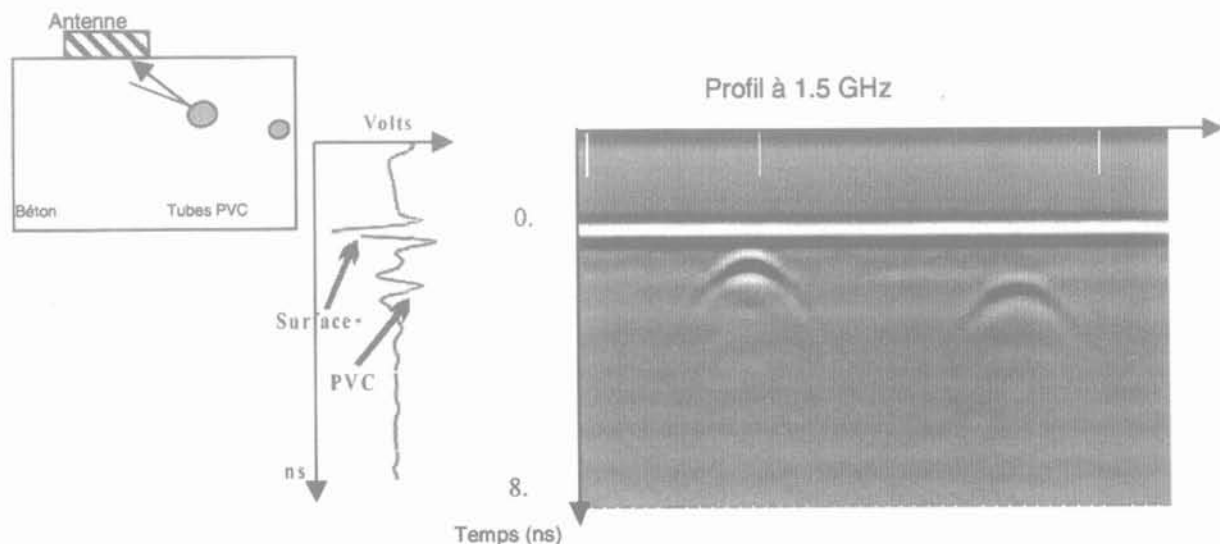 Antenne
Béton
Tubes PVC
Volts
Surface-
PVC
ns
Profil à 1.5 GHz
0.
8.
Temps (ns)